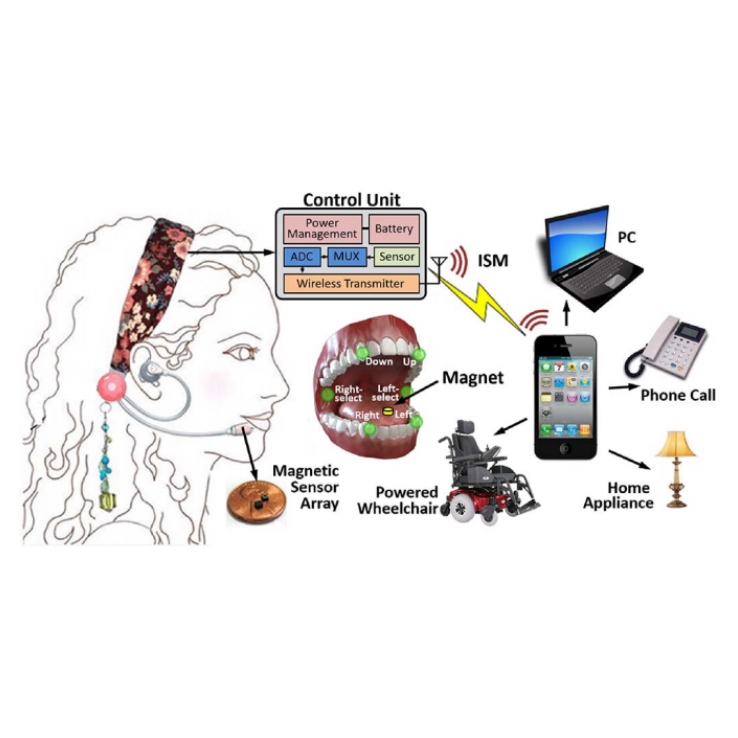 Control Unit
Power
Management
Battery
ADC
MUX
Sensor
Wireless Transmitter
ISM
PC
Down Up
Right-
select
Left-
select
Right Left
Magnet
Phone Call
Magnetic
Sensor
Array
Powered
Wheelchair
Home
Appliance